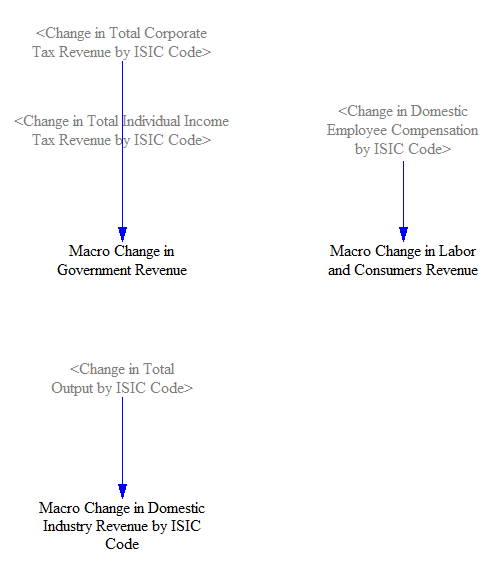 <Change in Total Corporate
Tax Revenue by ISIC Code>
<Change in Total Individual Income
Tax Revenue by ISIC Code>
<Change in Domestic
Employee Compensation
by ISIC Code>
Macro Change in
Government Revenue
Macro Change in Labor
and Consumers Revenue
<Change in Total
Output by ISIC Code>
Macro Change in Domestic
Industry Revenue by ISIC
Code